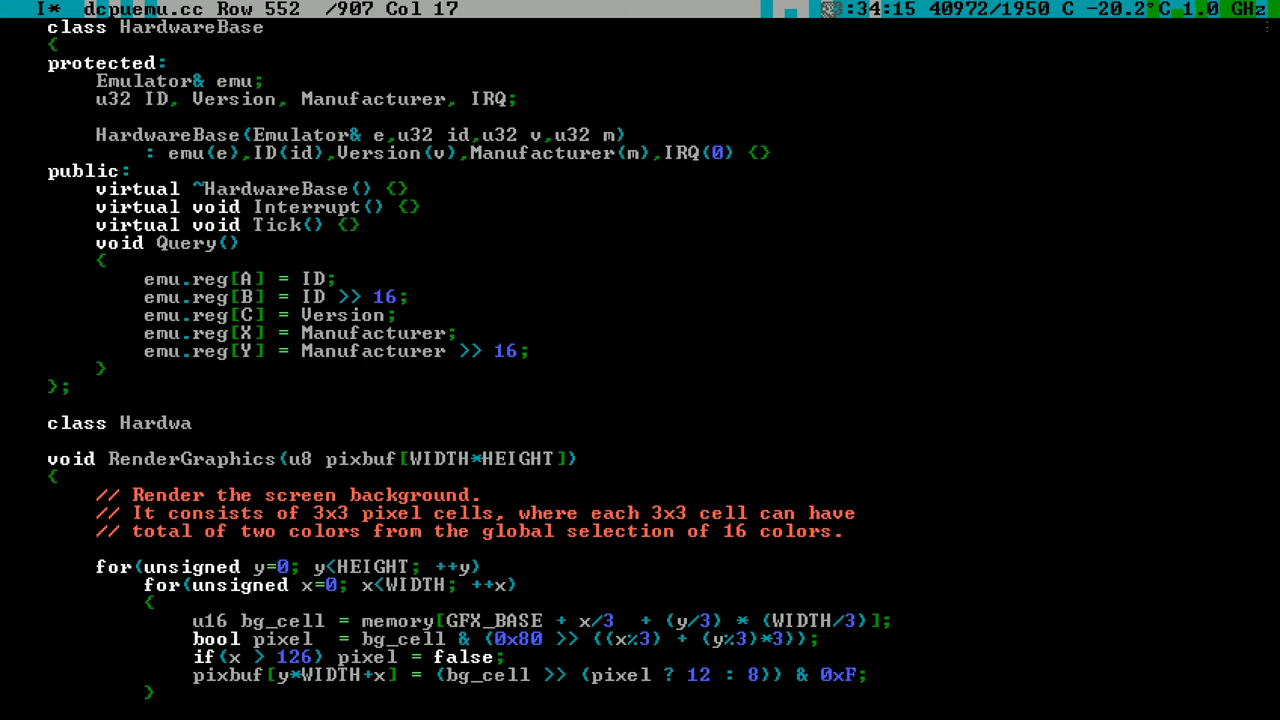 I* dcpuemu.cc Row 552 /907 Col 17 :34:15 40972/1950 C -20.2°C 1.0 GHz
class HardwareBase
{
protected:
    Emulator& emu;
    u32 ID, Version, Manufacturer, IRQ;

    HardwareBase(Emulator& e,u32 id,u32 v,u32 m)
        : emu(e),ID(id),Version(v),Manufacturer(m),IRQ(0) {}
public:
    virtual ~HardwareBase() {}
    virtual void Interrupt() {}
    virtual void Tick() {}
    void Query()
    {
        emu.reg[A] = ID;
        emu.reg[B] = ID >> 16;
        emu.reg[C] = Version;
        emu.reg[X] = Manufacturer;
        emu.reg[Y] = Manufacturer >> 16;
    }
};

class Hardwa

void RenderGraphics(u8 pixbuf[WIDTH*HEIGHT])
{
    // Render the screen background.
    // It consists of 3x3 pixel cells, where each 3x3 cell can have
    // total of two colors from the global selection of 16 colors.

    for(unsigned y=0; y<HEIGHT; ++y)
        for(unsigned x=0; x<WIDTH; ++x)
        {
            u16 bg_cell = memory[GFX_BASE + x/3  + (y/3) * (WIDTH/3)];
            bool pixel  = bg_cell & (0x80 >> ((x%3) + (y%3)*3));
            if(x > 126) pixel = false;
            pixbuf[y*WIDTH+x] = (bg_cell >> (pixel ? 12 : 8)) & 0xF;
        }